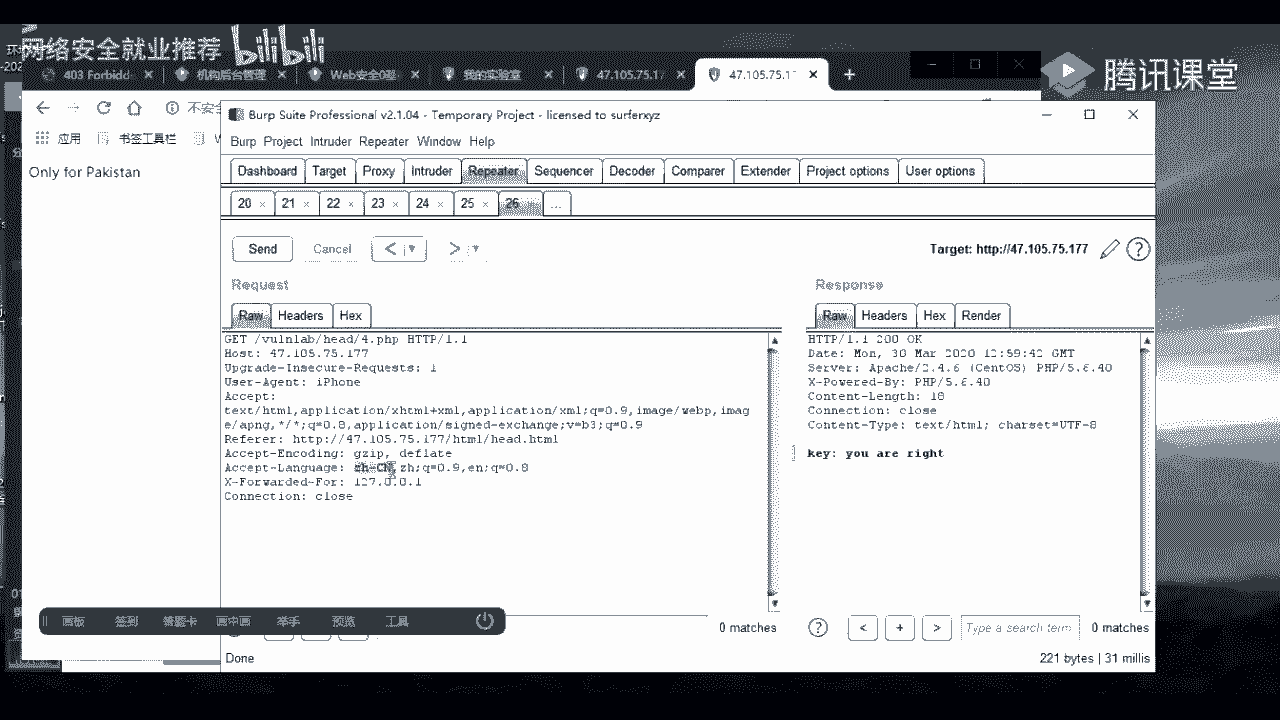 网络安全就业推荐 bilibili
腾讯课堂
403 Forbidd
机构后台管理
Web安全0基
我的实验室
47.105.75.17
47.105.75.1
不安全
应用
书签工具栏
Only for Pakistan
Burp Suite Professional v2.1.04 - Temporary Project - licensed to surferxyz
Burp Project Intruder Repeater Window Help
Dashboard Target Proxy Intruder Repeater Sequencer Decoder Comparer Extender Project options User options
20 21 22 23 24 25 26 ...
Send Cancel < >
Target: http://47.105.75.177
Request
Raw Headers Hex
GET /vulnlab/head/4.php HTTP/1.1
Host: 47.105.75.177
Upgrade-Insecure-Requests: 1
User-Agent: iPhone
Accept:
text/html,application/xhtml+xml,application/xml;q=0.9,image/webp,imag
e/apng,*/*;q=0.8,application/signed-exchange;v=b3;q=0.9
Referer: http://47.105.75.177/html/head.html
Accept-Encoding: gzip, deflate
Accept-Language: zh-CN,zh;q=0.9,en;q=0.8
X-Forwarded-For: 127.0.0.1
Connection: close
Response
Raw Headers Hex Render
HTTP/1.1 200 OK
Date: Mon, 30 Mar 2020 12:59:42 GMT
Server: Apache/2.4.6 (CentOS) PHP/5.6.40
X-Powered-By: PHP/5.6.40
Content-Length: 18
Connection: close
Content-Type: text/html; charset=UTF-8
key: you are right
画板 签到 答题卡 画中画 举手 预览 工具
0 matches
< + > Type a search term 0 matches
Done
221 bytes | 31 millis